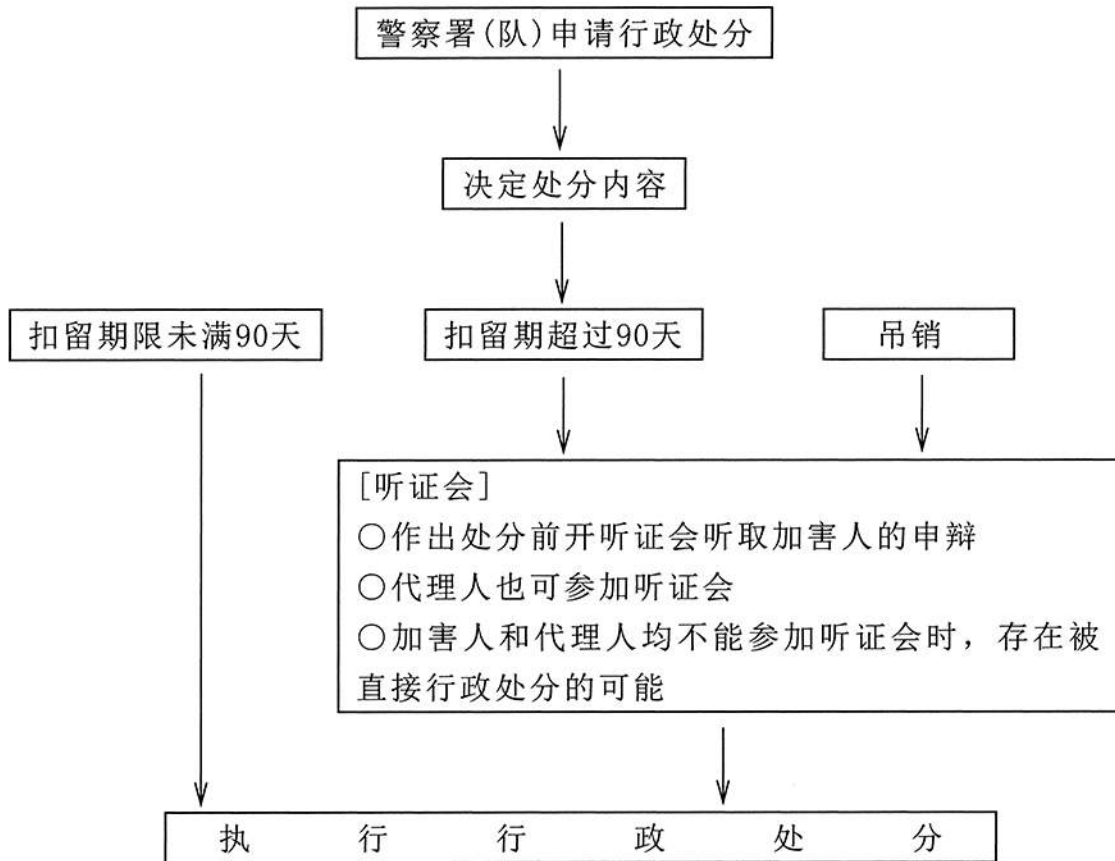 警察署(队)申请行政处分
决定处分内容
扣留期限未满90天
扣留期超过90天
吊销
[听证会]
○作出处分前开听证会听取加害人的申辩
○代理人也可参加听证会
○加害人和代理人均不能参加听证会时，存在被
直接行政处分的可能
执行行政处分